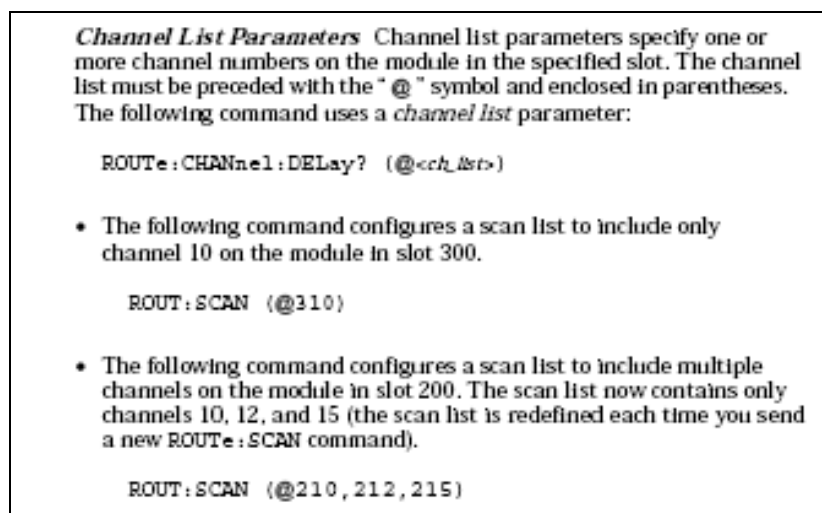 Channel List Parameters Channel list parameters specify one or
more channel numbers on the module in the specified slot. The channel
list must be preceded with the " @ " symbol and enclosed in parentheses.
The following command uses a channel list parameter:
ROUTe:CHANnel:DELay? (@<ch_list>)
• The following command configures a scan list to include only
channel 10 on the module in slot 300.
ROUT:SCAN (@310)
• The following command configures a scan list to include multiple
channels on the module in slot 200. The scan list now contains only
channels 10, 12, and 15 (the scan list is redefined each time you send
a new ROUTe:SCAN command).
ROUT:SCAN (@210,212,215)